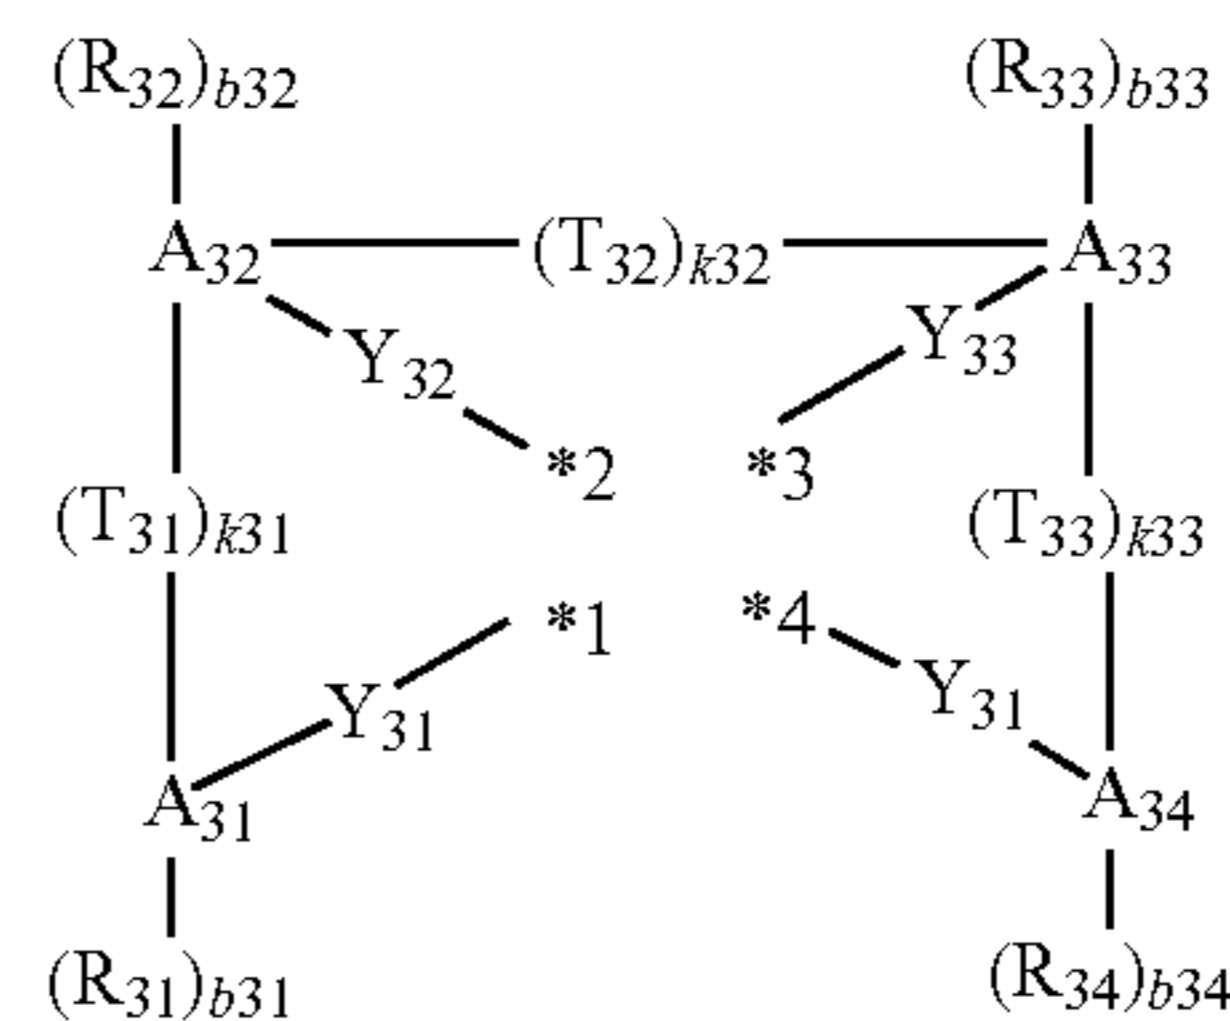 (R32)b32 (R33)b33
A32 (T32)k32 A33
Y32 Y33
*2 *3
(T31)k31 (T33)k33
*1 *4
Y31 Y31
A31 A34
(R31)b31 (R34)b34